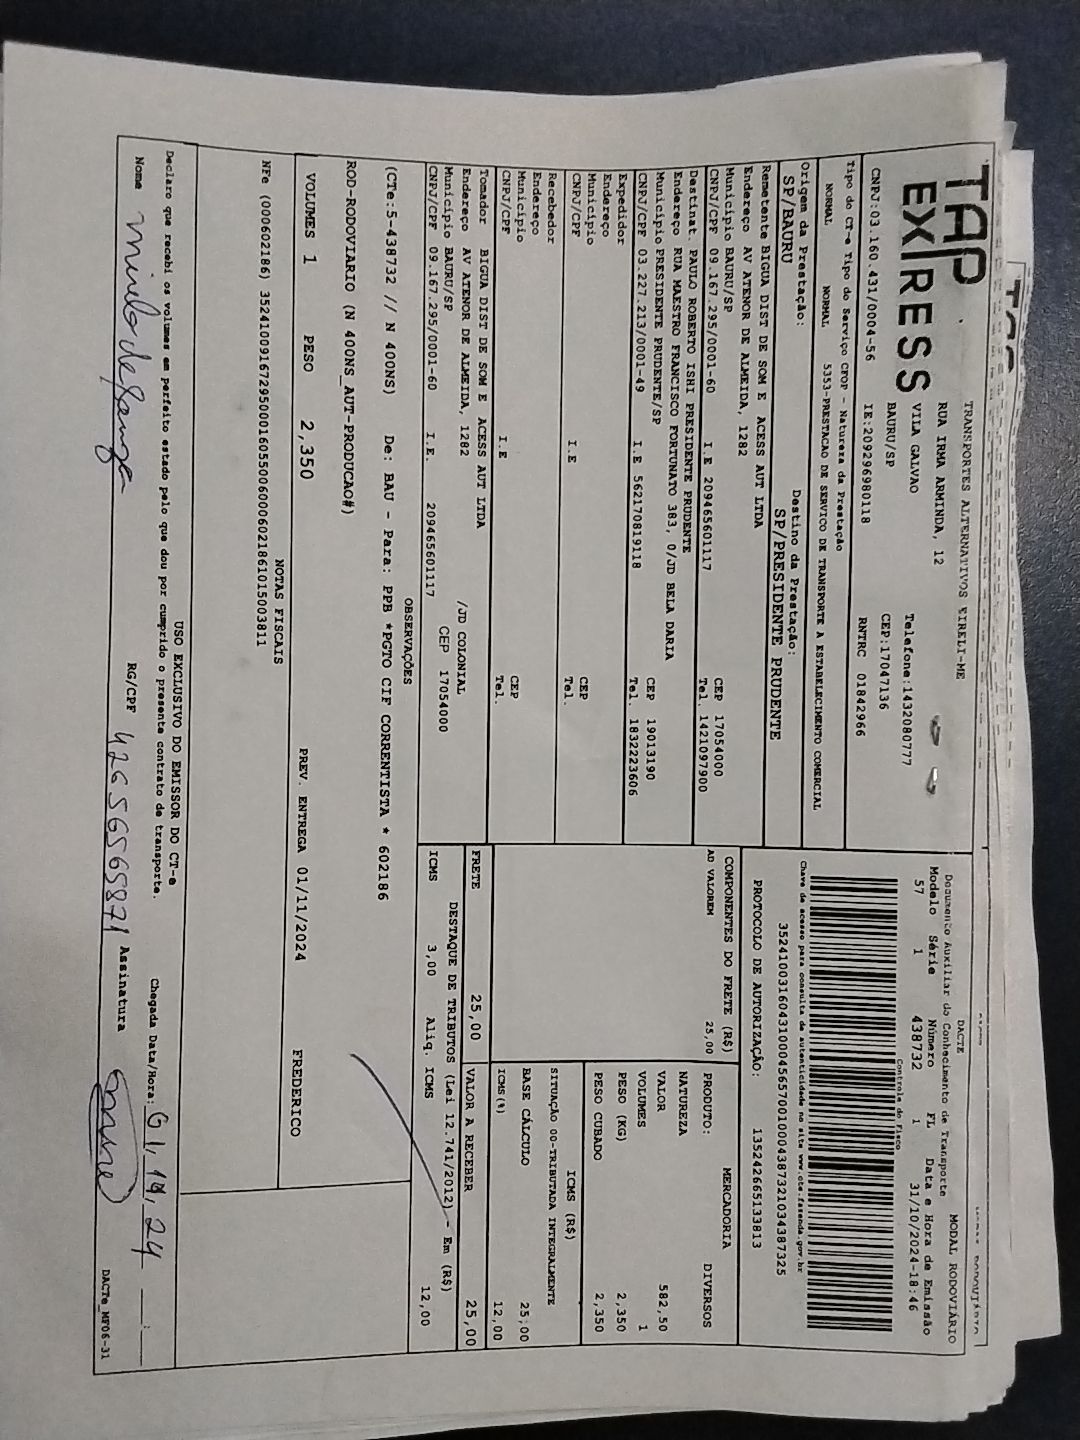 TAP
EXPRESS
TRANSPORTES ALTERNATIVOS EIRELI-ME
RUA IRMA ARMINDA, 12
VILA GALVAO
BAURU/SP
Telefone:1432080777
CEP:17047136
CNPJ:03.160.431/0004-56 IE:209296980118 RNTRC 01842966
DACTE MODAL RODOVIÁRIO
Documento Auxiliar do Conhecimento de Transporte
Modelo Série Número FL Data e Hora de Emissão
57 1 438732 1 31/10/2024-18:46
Controle do Fisco
Chave de acesso para consulta de autenticidade no site www.cte.fazenda.gov.br
35241003160431000456570010004387321034387325
PROTOCOLO DE AUTORIZAÇÃO: 135242665133813
Tipo do CT-e Tipo do Serviço CFOP - Natureza da Prestação
NORMAL NORMAL 5353-PRESTACAO DE SERVICO DE TRANSPORTE A ESTABELECIMENTO COMERCIAL
Origem da Prestação: Destino da Prestação:
SP/BAURU SP/PRESIDENTE PRUDENTE
Remetente BIGUA DIST DE SOM E ACESS AUT LTDA
Endereço AV ATENOR DE ALMEIDA, 1282
Município BAURU/SP CEP 17054000
CNPJ/CPF 09.167.295/0001-60 I.E 209465601117 Tel. 1421097900
Destinat. PAULO ROBERTO ISHI PRESIDENTE PRUDENTE
Endereço RUA MAESTRO FRANCISCO FORTUNATO 383, 0/JD BELA DARIA
Município PRESIDENTE PRUDENTE/SP CEP 19013190
CNPJ/CPF 03.227.213/0001-49 I.E 562170819118 Tel. 1832223606
Expedidor
Endereço
Município CEP
CNPJ/CPF I.E Tel.
Recebedor
Endereço
Município CEP
CNPJ/CPF I.E Tel.
Tomador BIGUA DIST DE SOM E ACESS AUT LTDA
Endereço AV ATENOR DE ALMEIDA, 1282 /JD COLONIAL
Município BAURU/SP CEP 17054000
CNPJ/CPF 09.167.295/0001-60 I.E. 209465601117
COMPONENTES DO FRETE (R$)
AD VALOREM 25,00
PRODUTO: MERCADORIA
NATUREZA DIVERSOS
VALOR 582,50
VOLUMES 1
PESO (KG) 2,350
PESO CUBADO 2,350
ICMS (R$)
SITUAÇÃO 00-TRIBUTADA INTEGRALMENTE
BASE CÁLCULO 25,00
ICMS(%) 12,00
FRETE 25,00 VALOR A RECEBER 25,00
DESTAQUE DE TRIBUTOS (Lei 12.741/2012) - Em (R$)
ICMS 3,00 Aliq. ICMS 12,00
OBSERVAÇÕES
(CTe:5-438732 // N 400NS) De: BAU - Para: PPB *PGTO CIF CORRENTISTA * 602186
ROD-RODOVIARIO (N 400NS_AUT-PRODUCAO#)
VOLUMES 1 PESO 2,350 PREV. ENTREGA 01/11/2024 FREDERICO
NOTAS FISCAIS
NFe (000602186) 35241009167295000160550060006021861015003811
USO EXCLUSIVO DO EMISSOR DO CT-e
Declaro que recebi os volumes em perfeito estado pelo que dou por cumprido o presente contrato de transporte. Chegada Data/Hora: 01/11/24 :
Nome RG/CPF 42656565871 Assinatura
DACTe_MF06-31